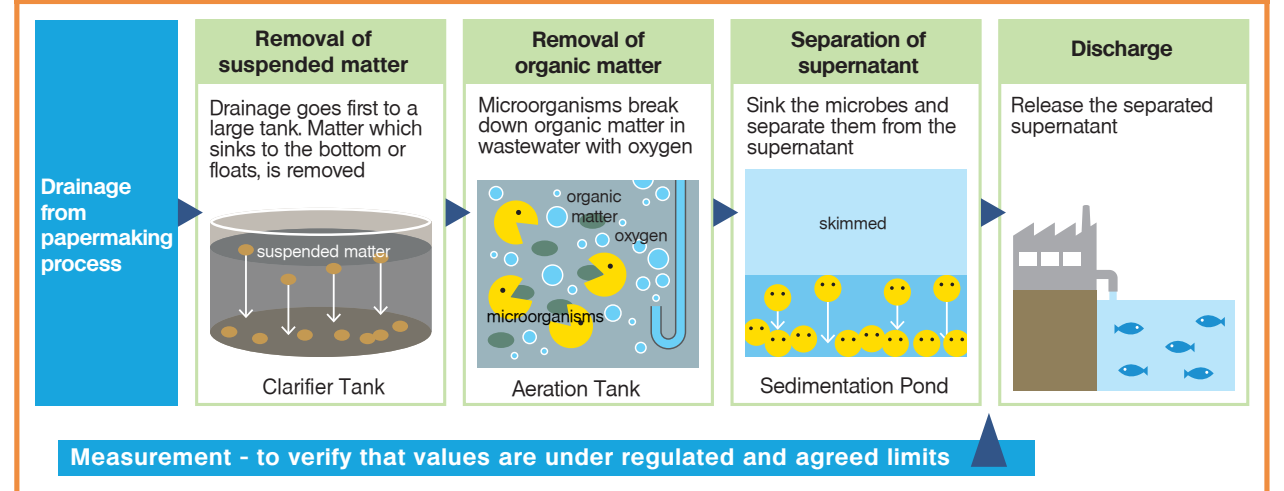 Drainage
from
papermaking
process
Removal of
suspended matter
Drainage goes first to a
large tank. Matter which
sinks to the bottom or
floats, is removed
suspended matter
Clarifier Tank
Removal of
organic matter
Microorganisms break
down organic matter in
wastewater with oxygen
organic
matter
oxygen
microorganisms
Aeration Tank
Separation of
supernatant
Sink the microbes and
separate them from the
supernatant
skimmed
Sedimentation Pond
Discharge
Release the separated
supernatant
Measurement - to verify that values are under regulated and agreed limits